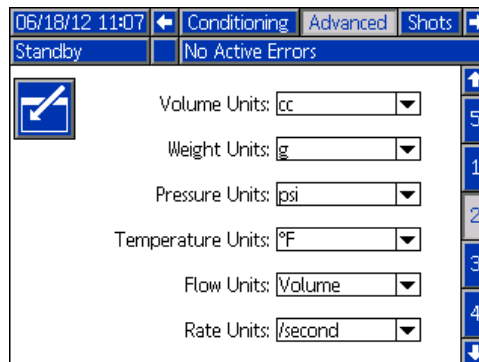 06/18/12 11:07 Conditioning Advanced Shots
Standby No Active Errors
Volume Units: cc
5
Weight Units: g
1
Pressure Units: psi
2
Temperature Units: °F
3
Flow Units: Volume
4
Rate Units: /second